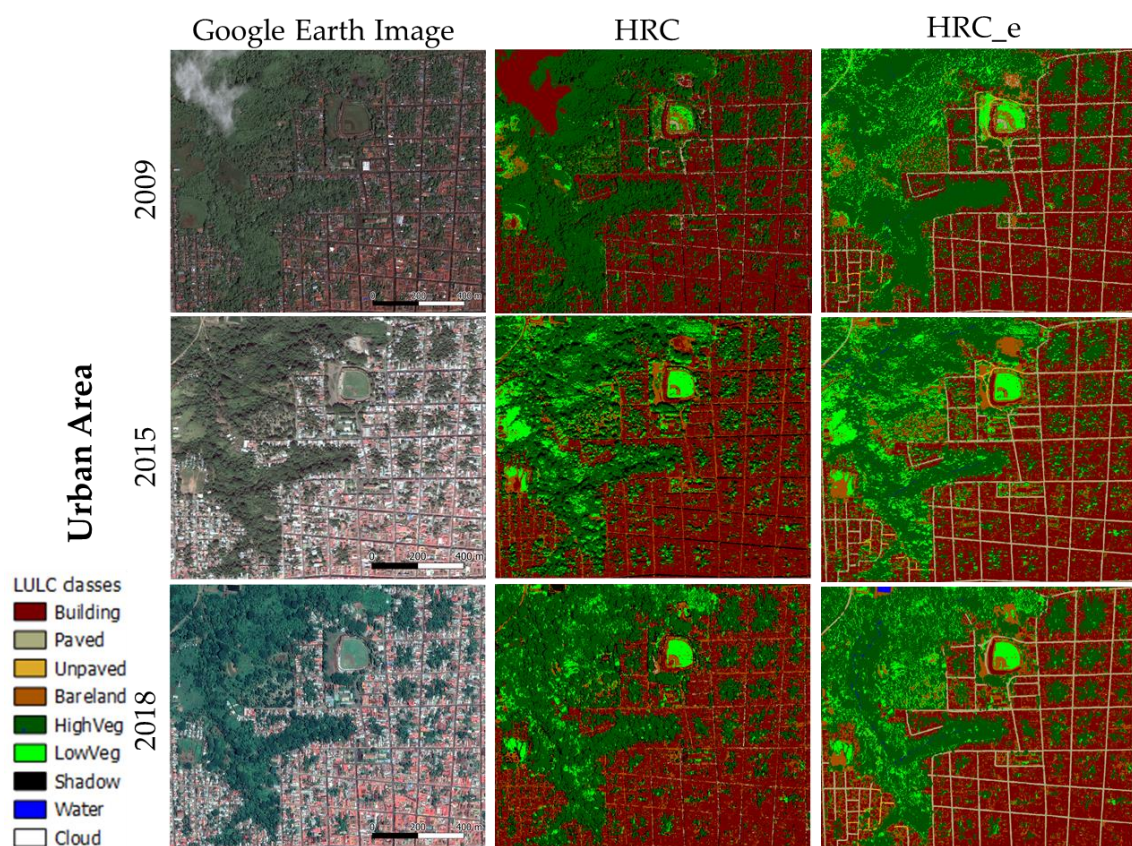 Google Earth Image HRC HRC_e
2009
0 200 400 m
Urban Area
2015
0 200 400 m
LULC classes
Building
Paved
Unpaved
Bareland
HighVeg
LowVeg
Shadow
Water
Cloud
2018
0 200 400 m